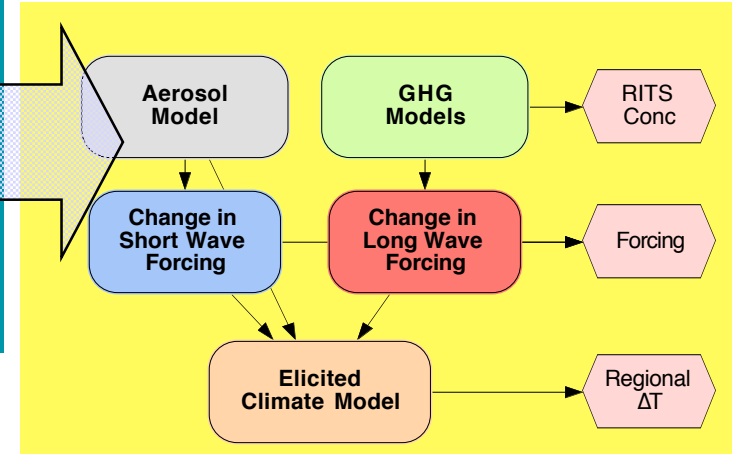 Aerosol
Model
GHG
Models
RITS
Conc
Change in
Short Wave
Forcing
Change in
Long Wave
Forcing
Forcing
Elicited
Climate Model
Regional
ΔT